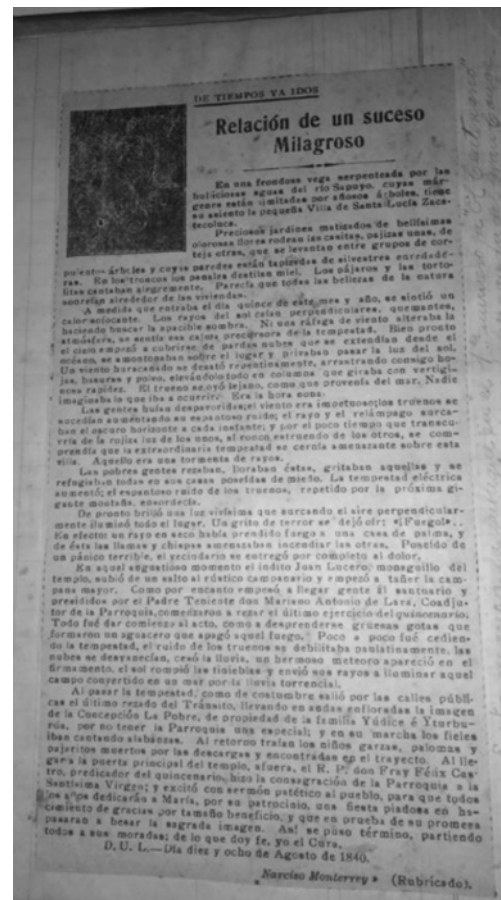 DE TIEMPOS YA IDOS
Relación de un suceso
Milagroso
En una frondosa vega serpenteada por las
bulliciosas aguas del río Sapuyo, cuyas már-
genes están limitadas por añosos árboles, tiene
su asiento la pequeña Villa de Santa Lucía Zaca-
tecoluca.
Preciosos jardines matizados de bellísimas
olorosas flores rodean las casitas, pajizas unas, de
teja otras, que se levantan entre grupos de cor-
pulentos árboles y cuyas paredes están tapizadas de silvestres enredade-
ras. En los troncos los panales destilan miel. Los pájaros y las torto-
litas cantaban alegremente. Parecía que todas las bellezas de la natura
sonreían alrededor de las viviendas.
A medida que entraba el día quince de este mes y año, se sintió un
calor sofocante. Los rayos del sol caían perpendiculares, quemantes,
haciendo buscar la apacible sombra. Ni una ráfaga de viento alteraba la
atmósfera, se sentía esa calma precursora de la tempestad. Bien pronto
el cielo empezó a cubrirse de pardas nubes que se extendían desde el
océano, se amontonaban sobre el lugar y privaban pasar la luz del sol.
Un viento huracanado se desató repentinamente, arrastrando consigo ho-
jas, basuras y polvo, elevándolo todo en columnas que giraba con vertigi-
nosa rapidez. El trueno se oyó lejano, como que provenía del mar. Nadie
imaginaba lo que iba a ocurrir. Era la hora
Las gentes huían despavoridas; el viento era impetuoso; los truenos se
sucedían aumentando en espantoso ruido; el rayo y el relámpago surca-
ban el oscuro horizonte a cada instante; y por el poco tiempo que transcu-
rría de la rojiza luz de los unos, al ronco estruendo de los otros, se com-
prendía que la extraordinaria tempestad se cernía amenazante sobre esta
villa. Aquello era una tormenta de rayos.
Las pobres gentes rezaban, lloraban éstas, gritaban aquellas y se
refugiaban todas en sus casas poseídas de miedo. La tempestad eléctrica
aumentó; el espantoso ruido de los truenos, repetido por la próxima gi-
gante montaña, ensordecía.
De pronto brilló una luz vivísima que surcando el aire perpendicular-
mente iluminó todo el lugar. Un grito de terror se dejó oír: «¡Fuego!»..
En efecto: un rayo en seco había prendido fuego a una casa de palma, y
de ésta las llamas y chispas amenazaban incendiar las otras. Poseído de
un pánico terrible, el vecindario se entregó por completo al dolor.
En aquel angustioso momento el indito Juan Lucero, monaguillo del
templo, subió de un salto al rústico campanario y empezó a tañer la cam-
pana mayor. Como por encanto empezó a llegar gente al santuario y
presididos por el Padre Teniente don Mariano Antonio de Lara, Coadju-
tor de la Parroquia, comenzaron a rezar el último ejercicio del quincenario.
Todo fué dar comienzo al acto, como a desprenderse gruesas gotas que
formaron un aguacero que apagó aquel fuego. Poco a poco fué cedien-
do la tempestad, el ruido de los truenos se debilitaba paulatinamente, las
nubes se desvanecían, cesó la lluvia, un hermoso meteoro apareció en el
firmamento, el sol rompió las tinieblas y envió sus rayos a iluminar aquel
campo convertido en un mar por la lluvia torrencial.
Al pasar la tempestad, como de costumbre salió por las calles públi-
cas el último rezado del Tránsito, llevando en andas enfloradas la imagen
de la Concepción La Pobre, de propiedad de la familia Yúdice é Yturbu-
rús, por no tener la Parroquia una especial; y en su marcha los fieles
iban cantando alabanzas. Al retorno traían los niños garzas, palomas y
pajaritos muertos por las descargas y encontradas en el trayecto. Al lle-
gar a la puerta principal del templo, afuera, el R. P. don Fray Félix Cas-
tro, predicador del quincenario, hizo la consagración de la Parroquia a la
Santísima Virgen; y excitó con sermón patético al pueblo, para que todos
los años dedicarán a María, por su patrocinio, una fiesta piadosa en ha-
cimiento de gracias por tamaño beneficio, y que en prueba de su promesa
pasaran a besar la sagrada imagen. Así se puso término, partiendo
todos a sus moradas; de lo que doy fe, yo el Cura.
D. U. L.—Día diez y ocho de Agosto de 1840.
Narciso Monterrey » (Rubricado).